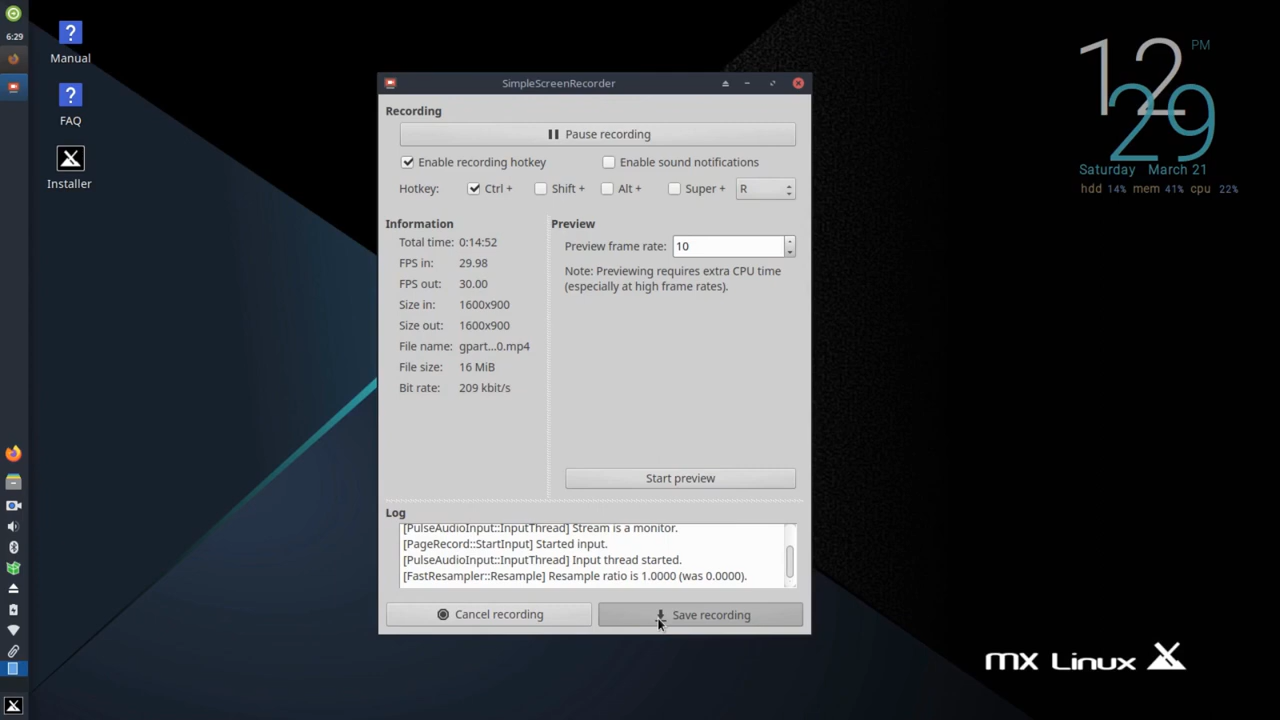 6:29
Manual
FAQ
Installer
SimpleScreenRecorder
Recording
Pause recording
Enable recording hotkey
Enable sound notifications
Hotkey:
Ctrl +
Shift +
Alt +
Super +
R
Information
Total time: 0:14:52
FPS in: 29.98
FPS out: 30.00
Size in: 1600x900
Size out: 1600x900
File name: gpart...0.mp4
File size: 16 MiB
Bit rate: 209 kbit/s
Preview
Preview frame rate: 10
Note: Previewing requires extra CPU time
(especially at high frame rates).
Start preview
Log
[PulseAudioInput::InputThread] Stream is a monitor.
[PageRecord::StartInput] Started input.
[PulseAudioInput::InputThread] Input thread started.
[FastResampler::Resample] Resample ratio is 1.0000 (was 0.0000).
Cancel recording
Save recording
12 PM
29
Saturday March 21
hdd 14% mem 41% cpu 22%
MX Linux